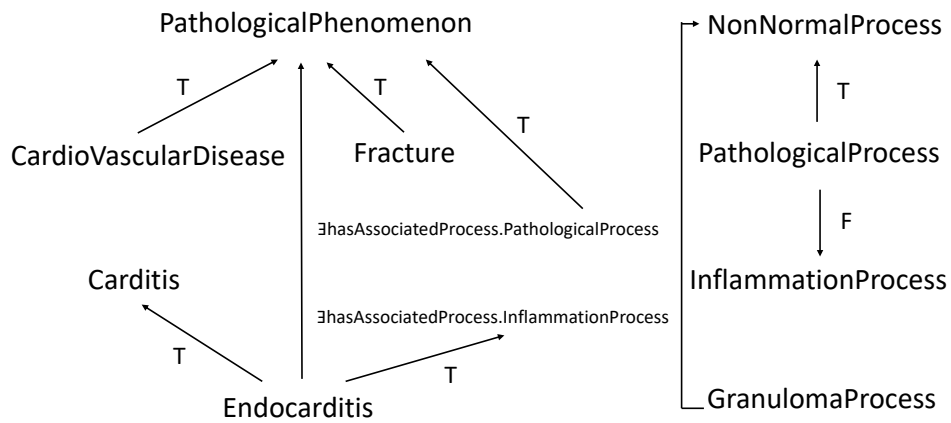 PathologicalPhenomenon
NonNormalProcess
T
T
T
T
CardioVascularDisease
Fracture
PathologicalProcess
∃hasAssociatedProcess.PathologicalProcess
F
Carditis
InflammationProcess
∃hasAssociatedProcess.InflammationProcess
T
T
Endocarditis
GranulomaProcess